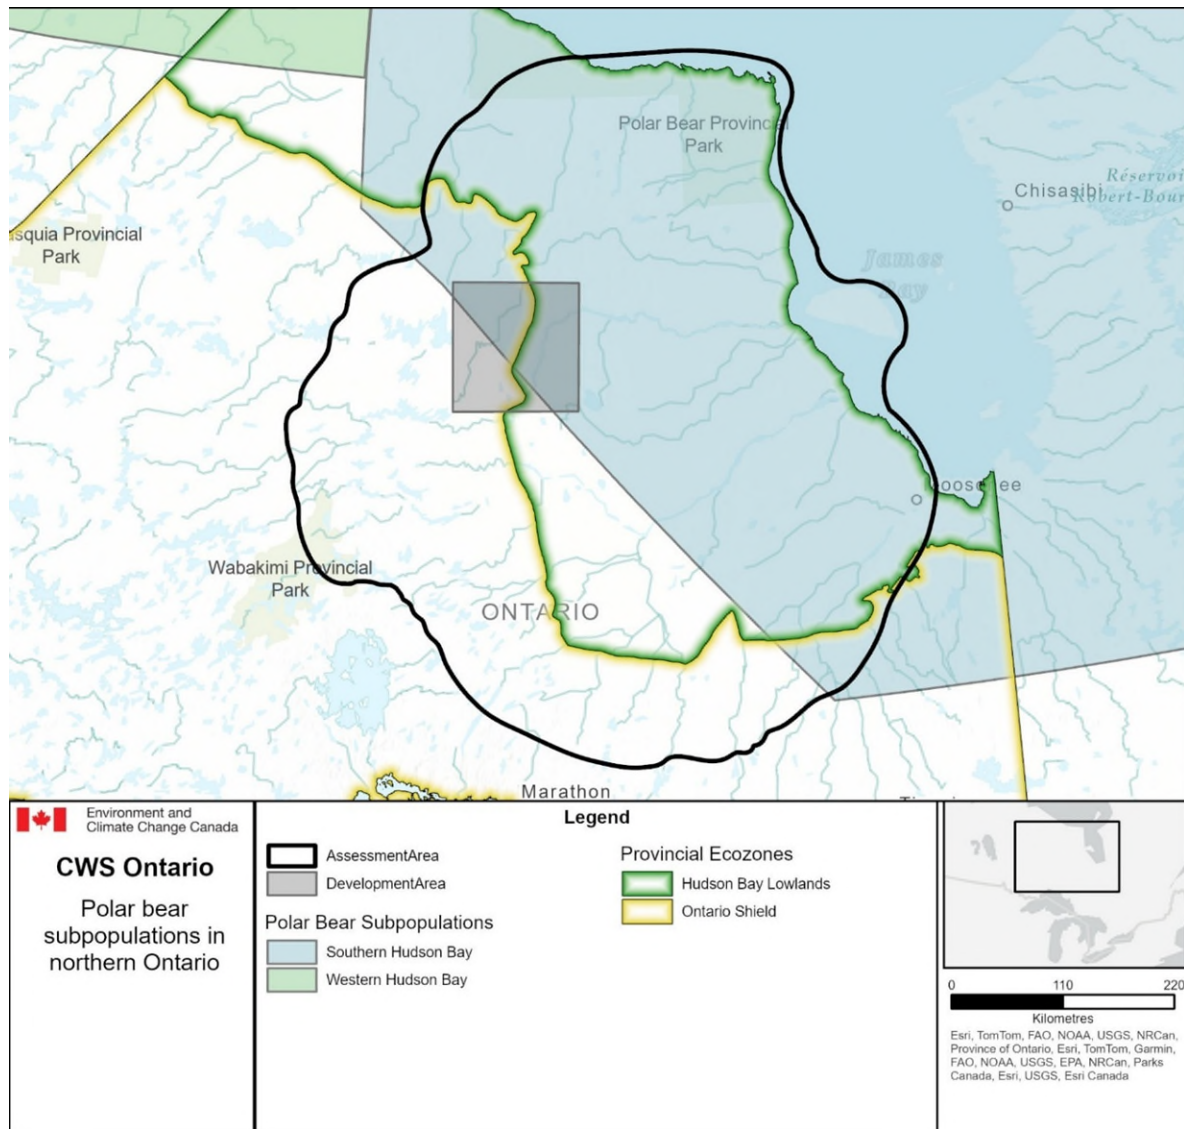 Polar Bear Provincial
Park
Chisasibi
Réservoi
Robert-Bour
squia Provincial
Park
James
Bay
Wabakimi Provincial
Park
ONTARIO
Marathon
Environment and
Climate Change Canada
CWS Ontario
Polar bear
subpopulations in
northern Ontario
Legend
AssessmentArea
DevelopmentArea
Polar Bear Subpopulations
Southern Hudson Bay
Western Hudson Bay
Provincial Ecozones
Hudson Bay Lowlands
Ontario Shield
0 110 220
Kilometres
Esri, TomTom, FAO, NOAA, USGS, NRCan,
Province of Ontario, Esri, TomTom, Garmin,
FAO, NOAA, USGS, EPA, NRCan, Parks
Canada, Esri, USGS, Esri Canada